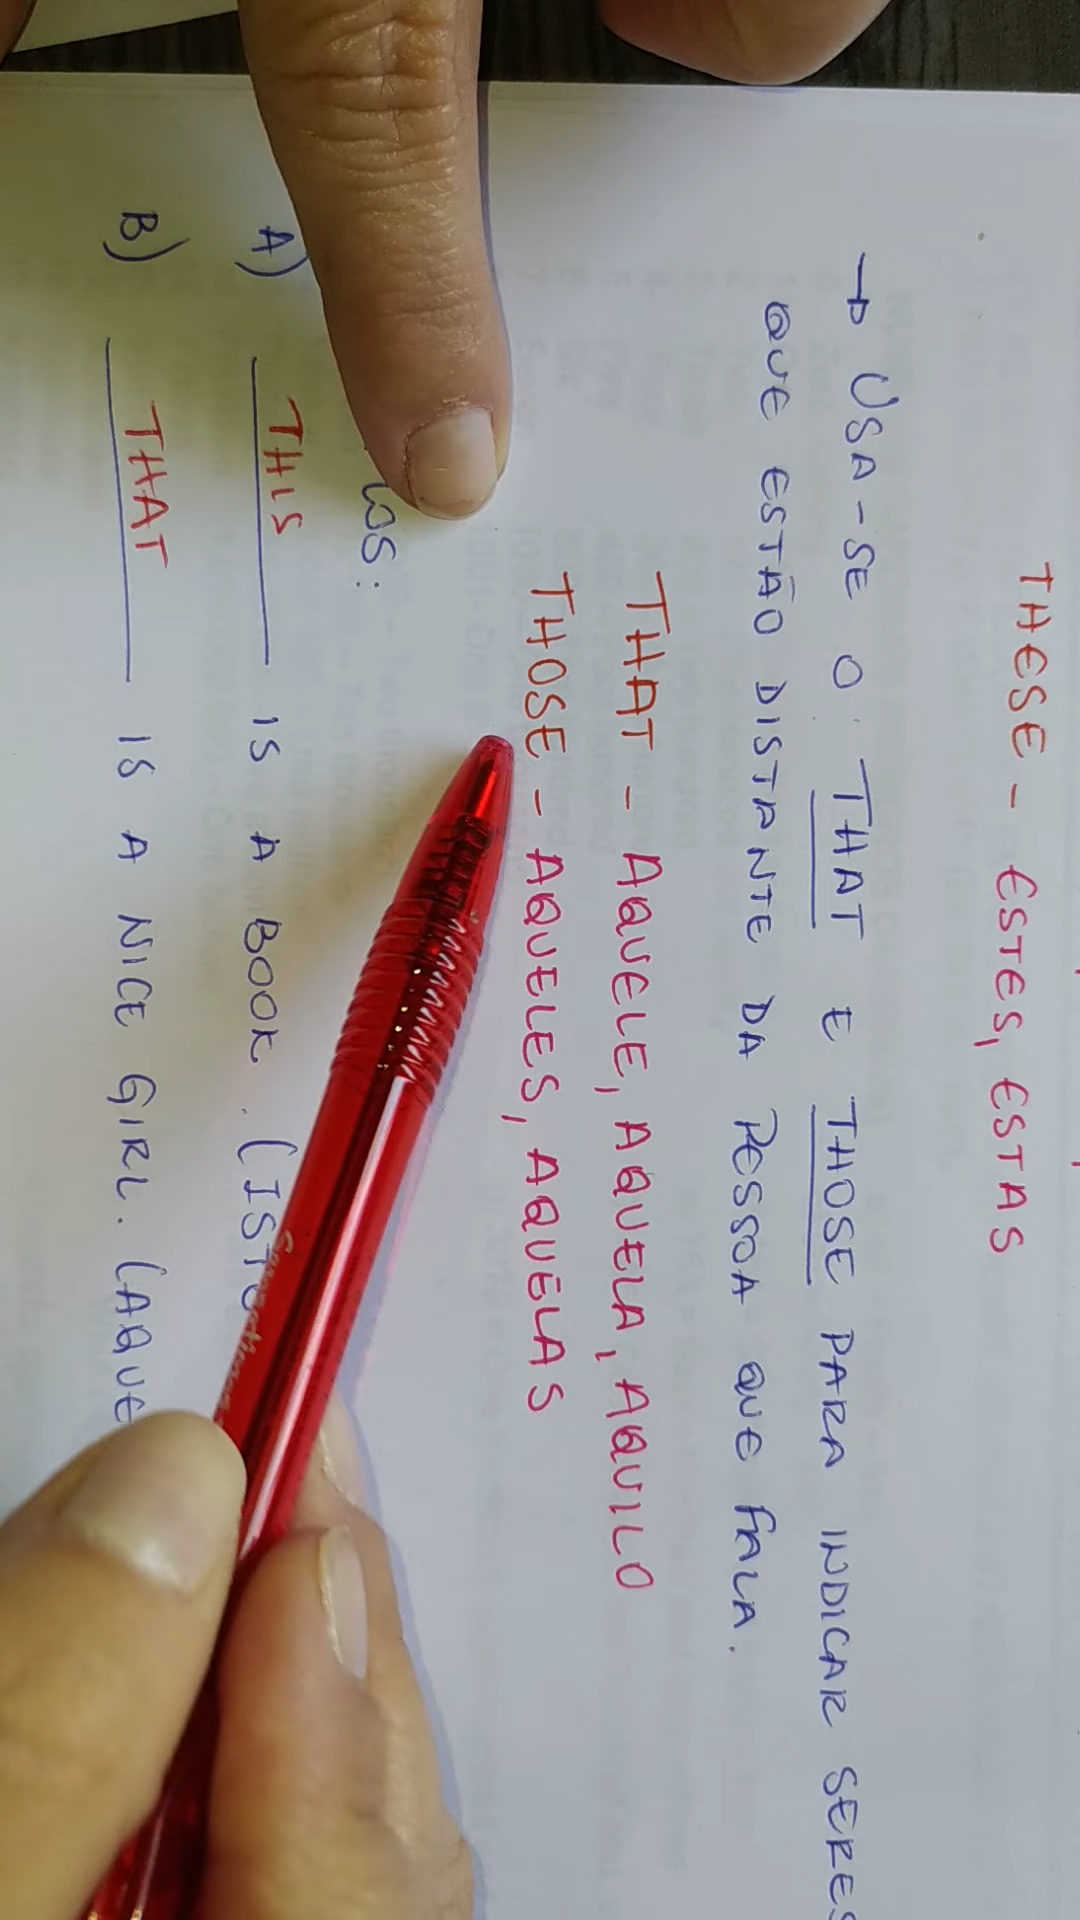 THESE - ESTES, ESTAS
→ USA-SE O THAT E THOSE PARA INDICAR SERES
QUE ESTÃO DISTANTE DA PESSOA QUE FALA.
THAT - AQUELE, AQUELA, AQUILO
THOSE - AQUELES, AQUELAS
LOS:
A) THIS IS A BOOK. (ISTO
B) THAT IS A NICE GIRL. (AQUE